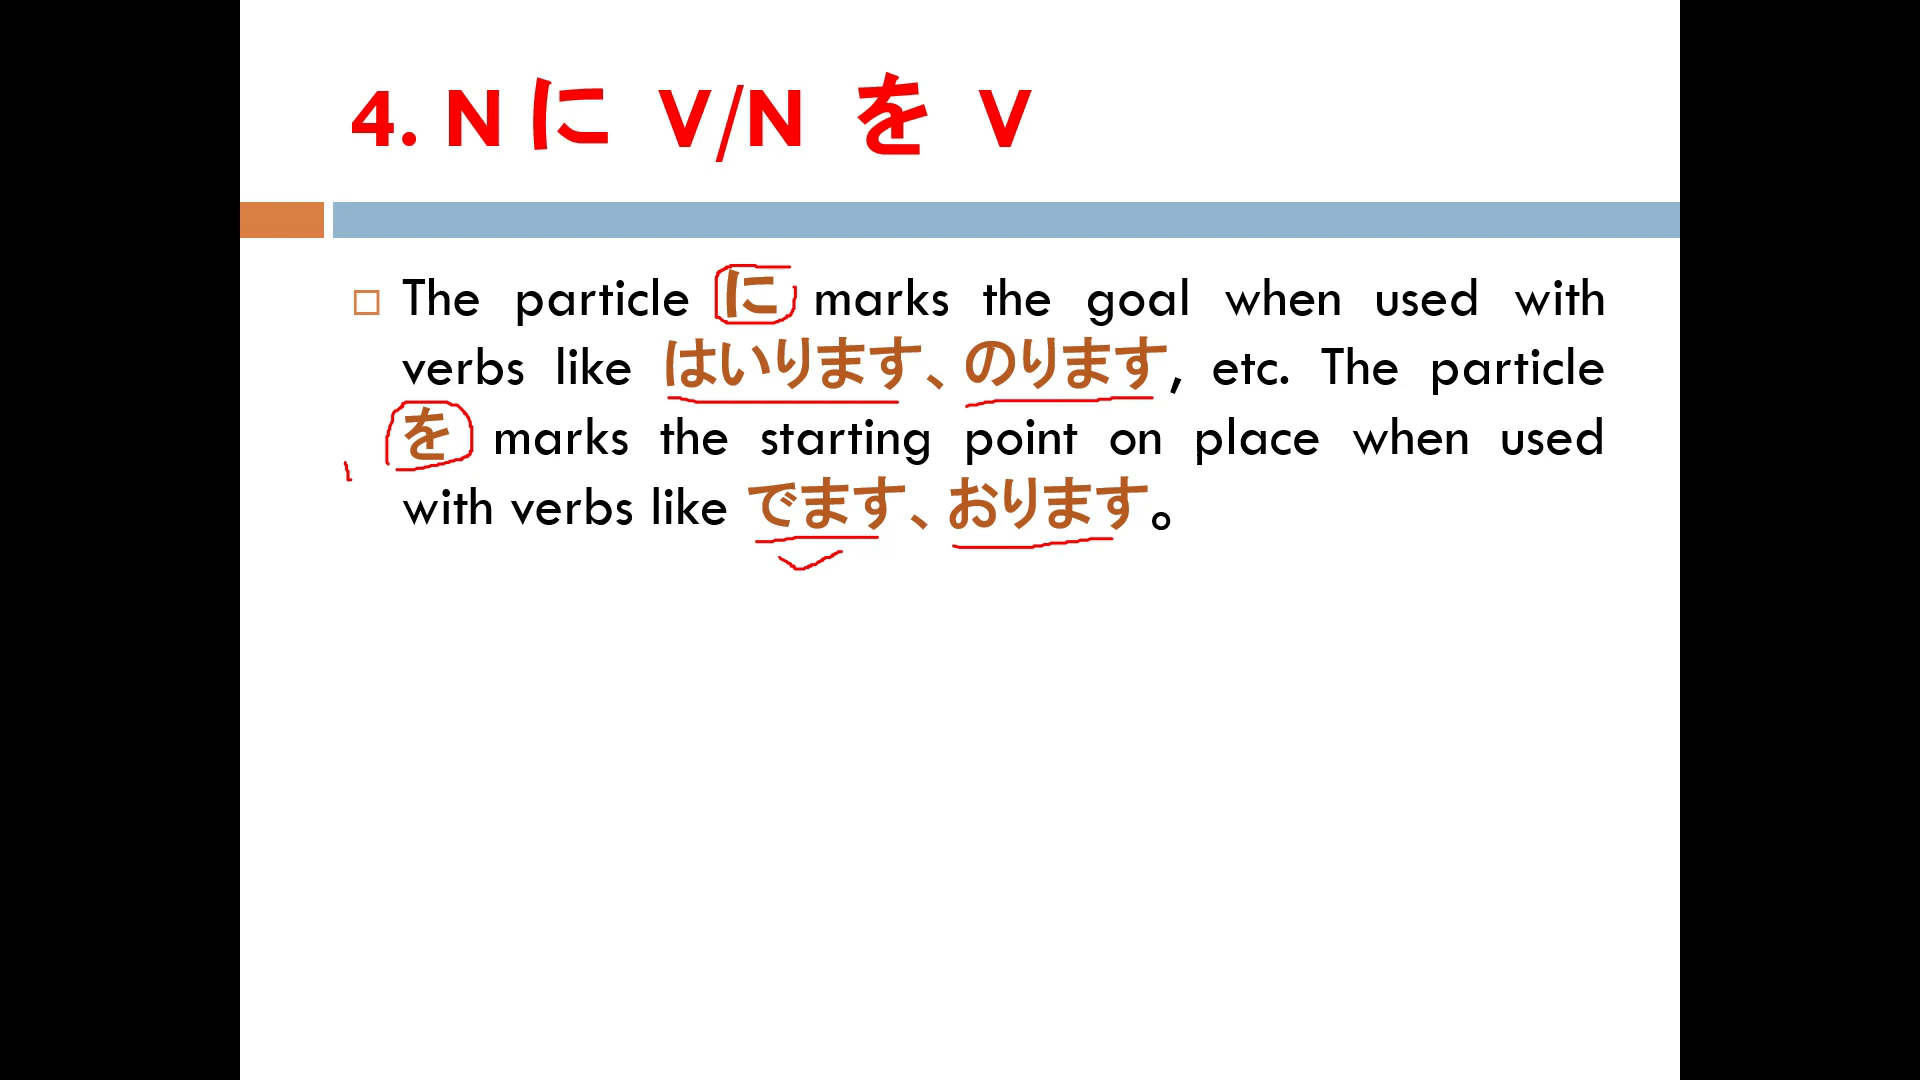 4. N に V/N を V
The particle に marks the goal when used with
verbs like はいります、のります, etc. The particle
を marks the starting point on place when used
with verbs like でます、おります。